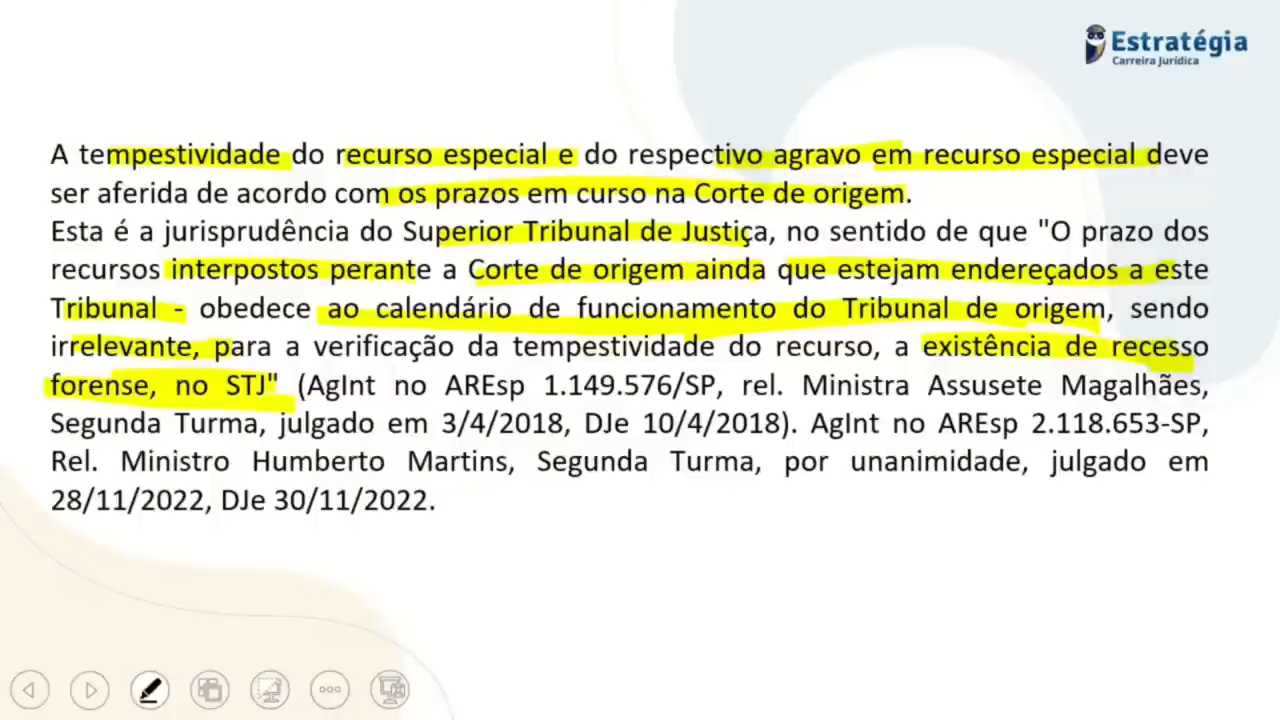 Estratégia
Carreira Jurídica
A tempestividade do recurso especial e do respectivo agravo em recurso especial deve
ser aferida de acordo com os prazos em curso na Corte de origem.
Esta é a jurisprudência do Superior Tribunal de Justiça, no sentido de que "O prazo dos
recursos interpostos perante a Corte de origem ainda que estejam endereçados a este
Tribunal - obedece ao calendário de funcionamento do Tribunal de origem, sendo
irrelevante, para a verificação da tempestividade do recurso, a existência de recesso
forense, no STJ" (AgInt no AREsp 1.149.576/SP, rel. Ministra Assusete Magalhães,
Segunda Turma, julgado em 3/4/2018, DJe 10/4/2018). AgInt no AREsp 2.118.653-SP,
Rel. Ministro Humberto Martins, Segunda Turma, por unanimidade, julgado em
28/11/2022, DJe 30/11/2022.